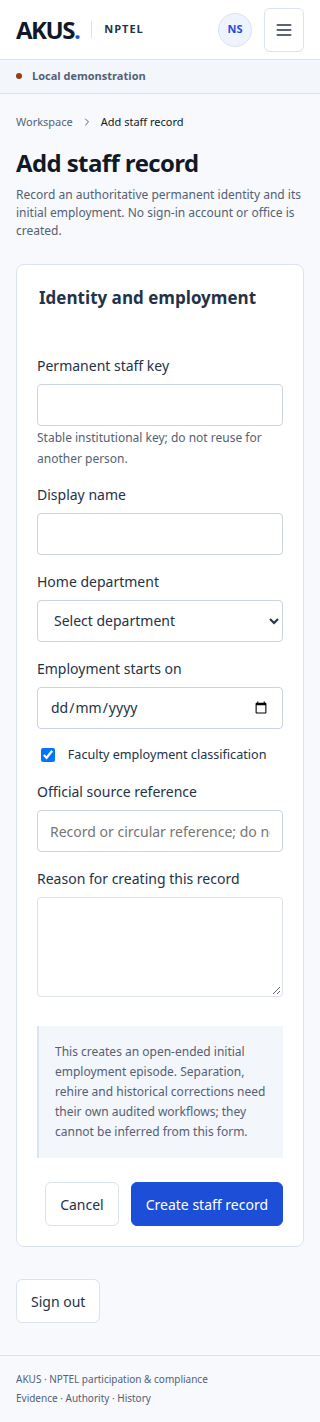 AKUS. NPTEL NS
Local demonstration
Workspace > Add staff record
Add staff record
Record an authoritative permanent identity and its
initial employment. No sign-in account or office is
created.
Identity and employment
Permanent staff key
Stable institutional key; do not reuse for
another person.
Display name
Home department
Select department
Employment starts on
dd/mm/yyyy
Faculty employment classification
Official source reference
Record or circular reference; do n
Reason for creating this record
This creates an open-ended initial
employment episode. Separation,
rehire and historical corrections need
their own audited workflows; they
cannot be inferred from this form.
Cancel Create staff record
Sign out
AKUS · NPTEL participation & compliance
Evidence · Authority · History